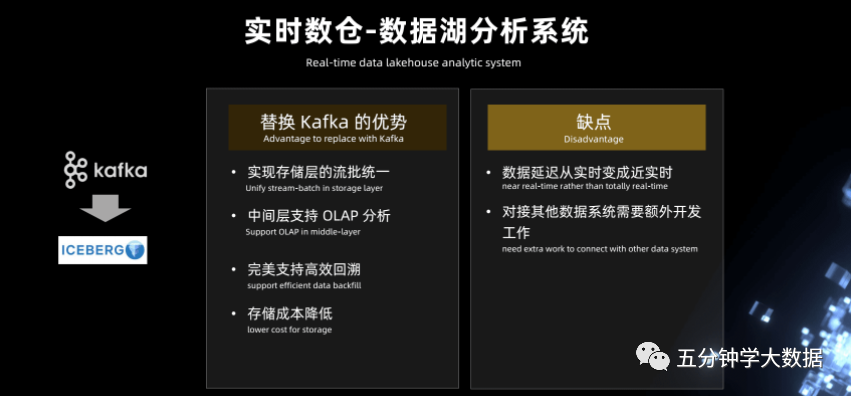 实时数仓-数据湖分析系统
Real-time data lakehouse analytic system
kafka
ICEBERG
替换 Kafka 的优势
Advantage to replace with Kafka
• 实现存储层的流批统一
Unify stream-batch in storage layer
• 中间层支持 OLAP 分析
Support OLAP in middle-layer
• 完美支持高效回溯
support efficient data backfill
• 存储成本降低
lower cost for storage
缺点
Disadvantage
• 数据延迟从实时变成近实时
near real-time rather than totally real-time
• 对接其他数据系统需要额外开发
工作
need extra work to connect with other data system
五分钟学大数据